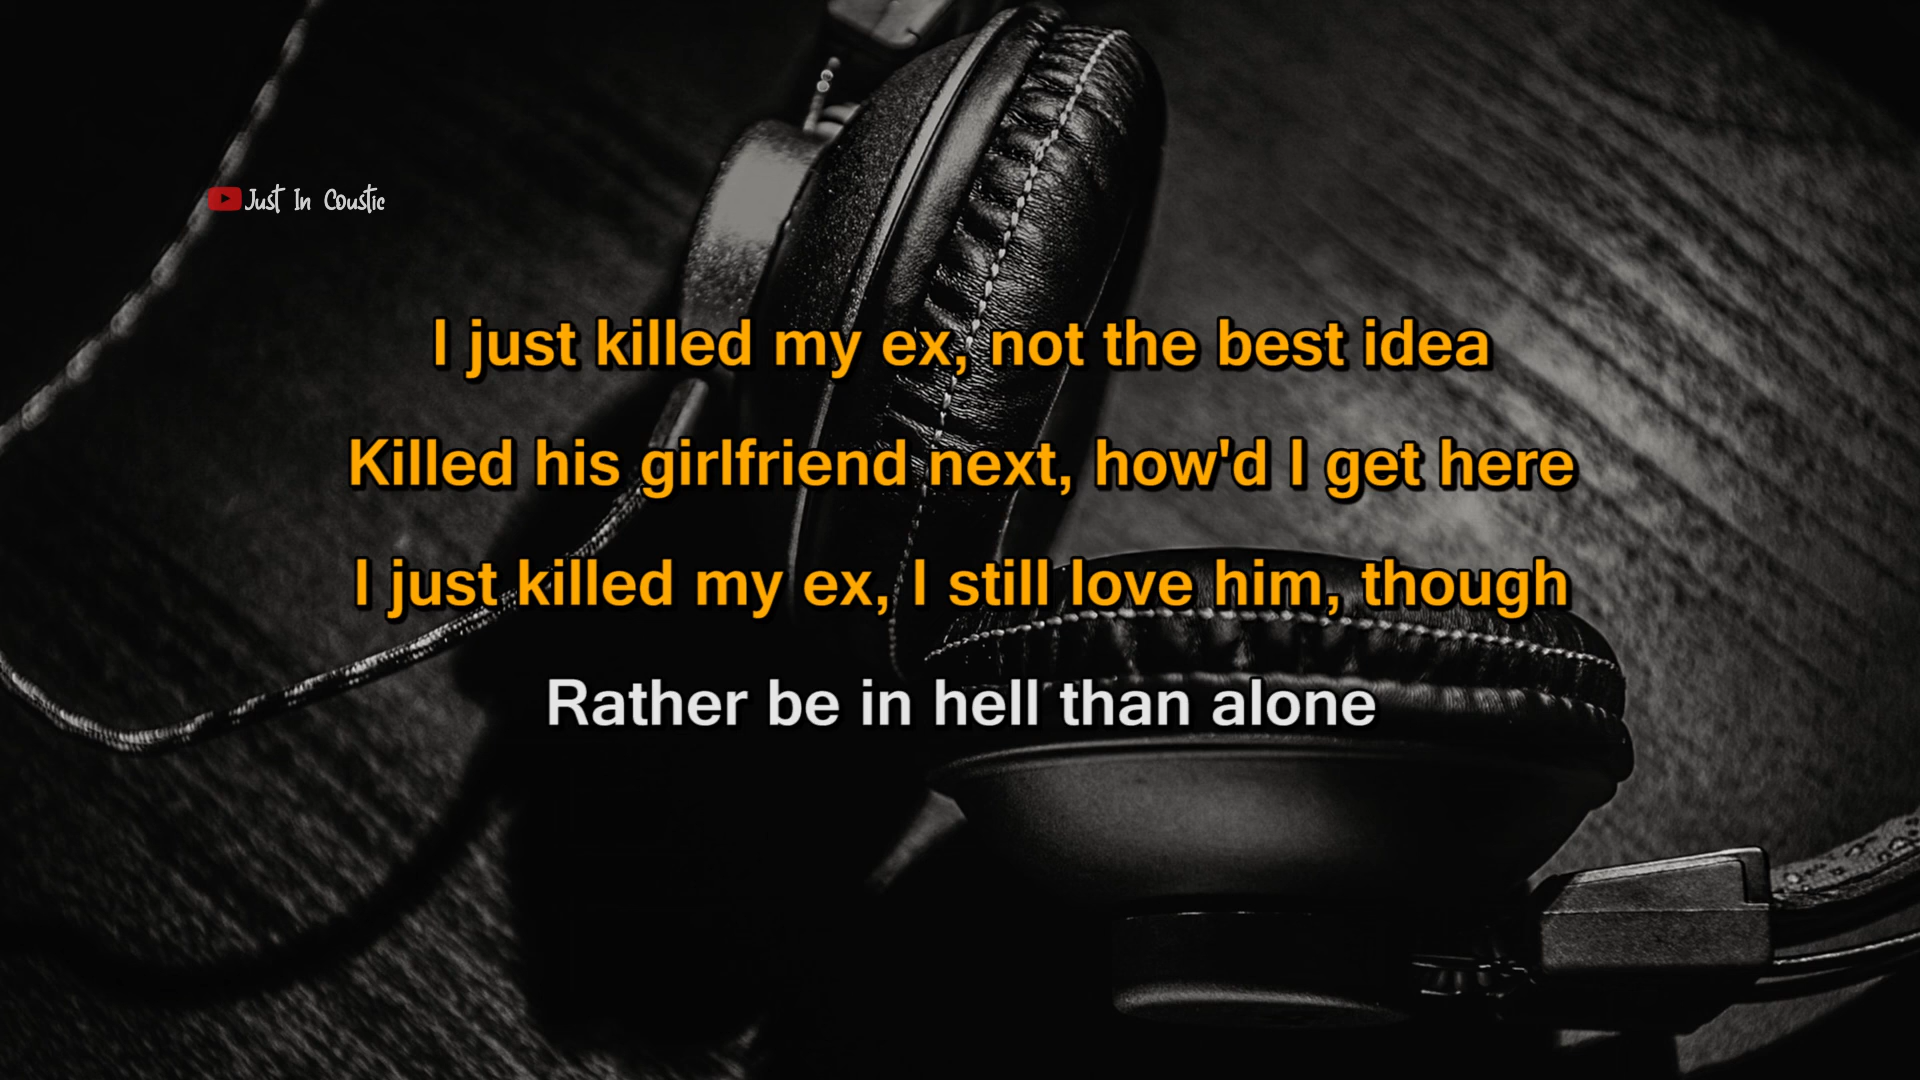 Just In Coustic
I just killed my ex, not the best idea
Killed his girlfriend next, how'd I get here
I just killed my ex, I still love him, though
Rather be in hell than alone